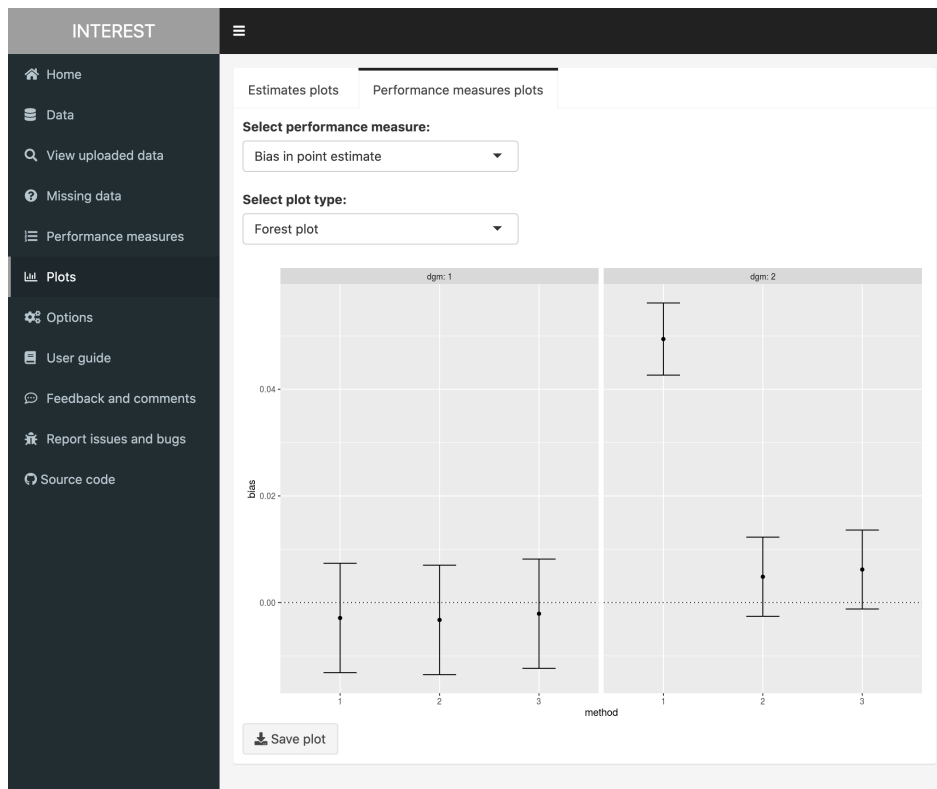 INTEREST
Home
Data
View uploaded data
Missing data
Performance measures
Plots
Options
User guide
Feedback and comments
Report issues and bugs
Source code
Estimates plots
Performance measures plots
Select performance measure:
Bias in point estimate
Select plot type:
Forest plot
dgm: 1
dgm: 2
bias
0.04
0.02
0.00
1
2
3
1
2
3
method
Save plot